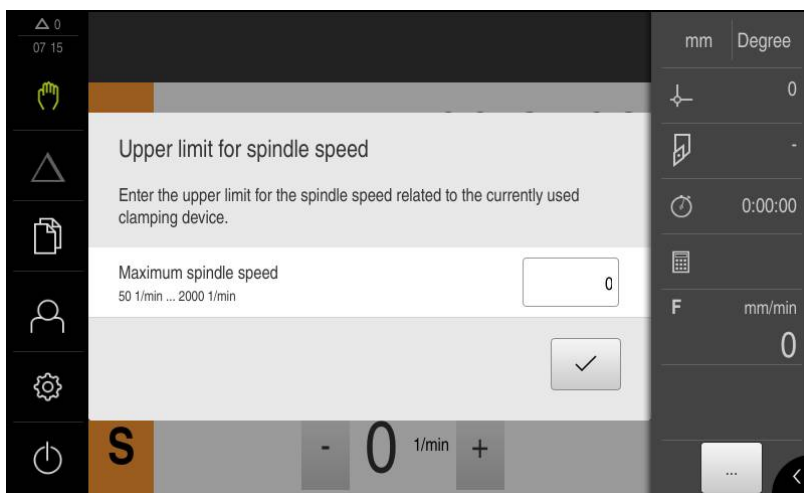 0
07 15
mm Degree
0
-
0:00:00
F mm/min
0
Upper limit for spindle speed
Enter the upper limit for the spindle speed related to the currently used
clamping device.
Maximum spindle speed
0
50 1/min ... 2000 1/min
S - 0 1/min +
...